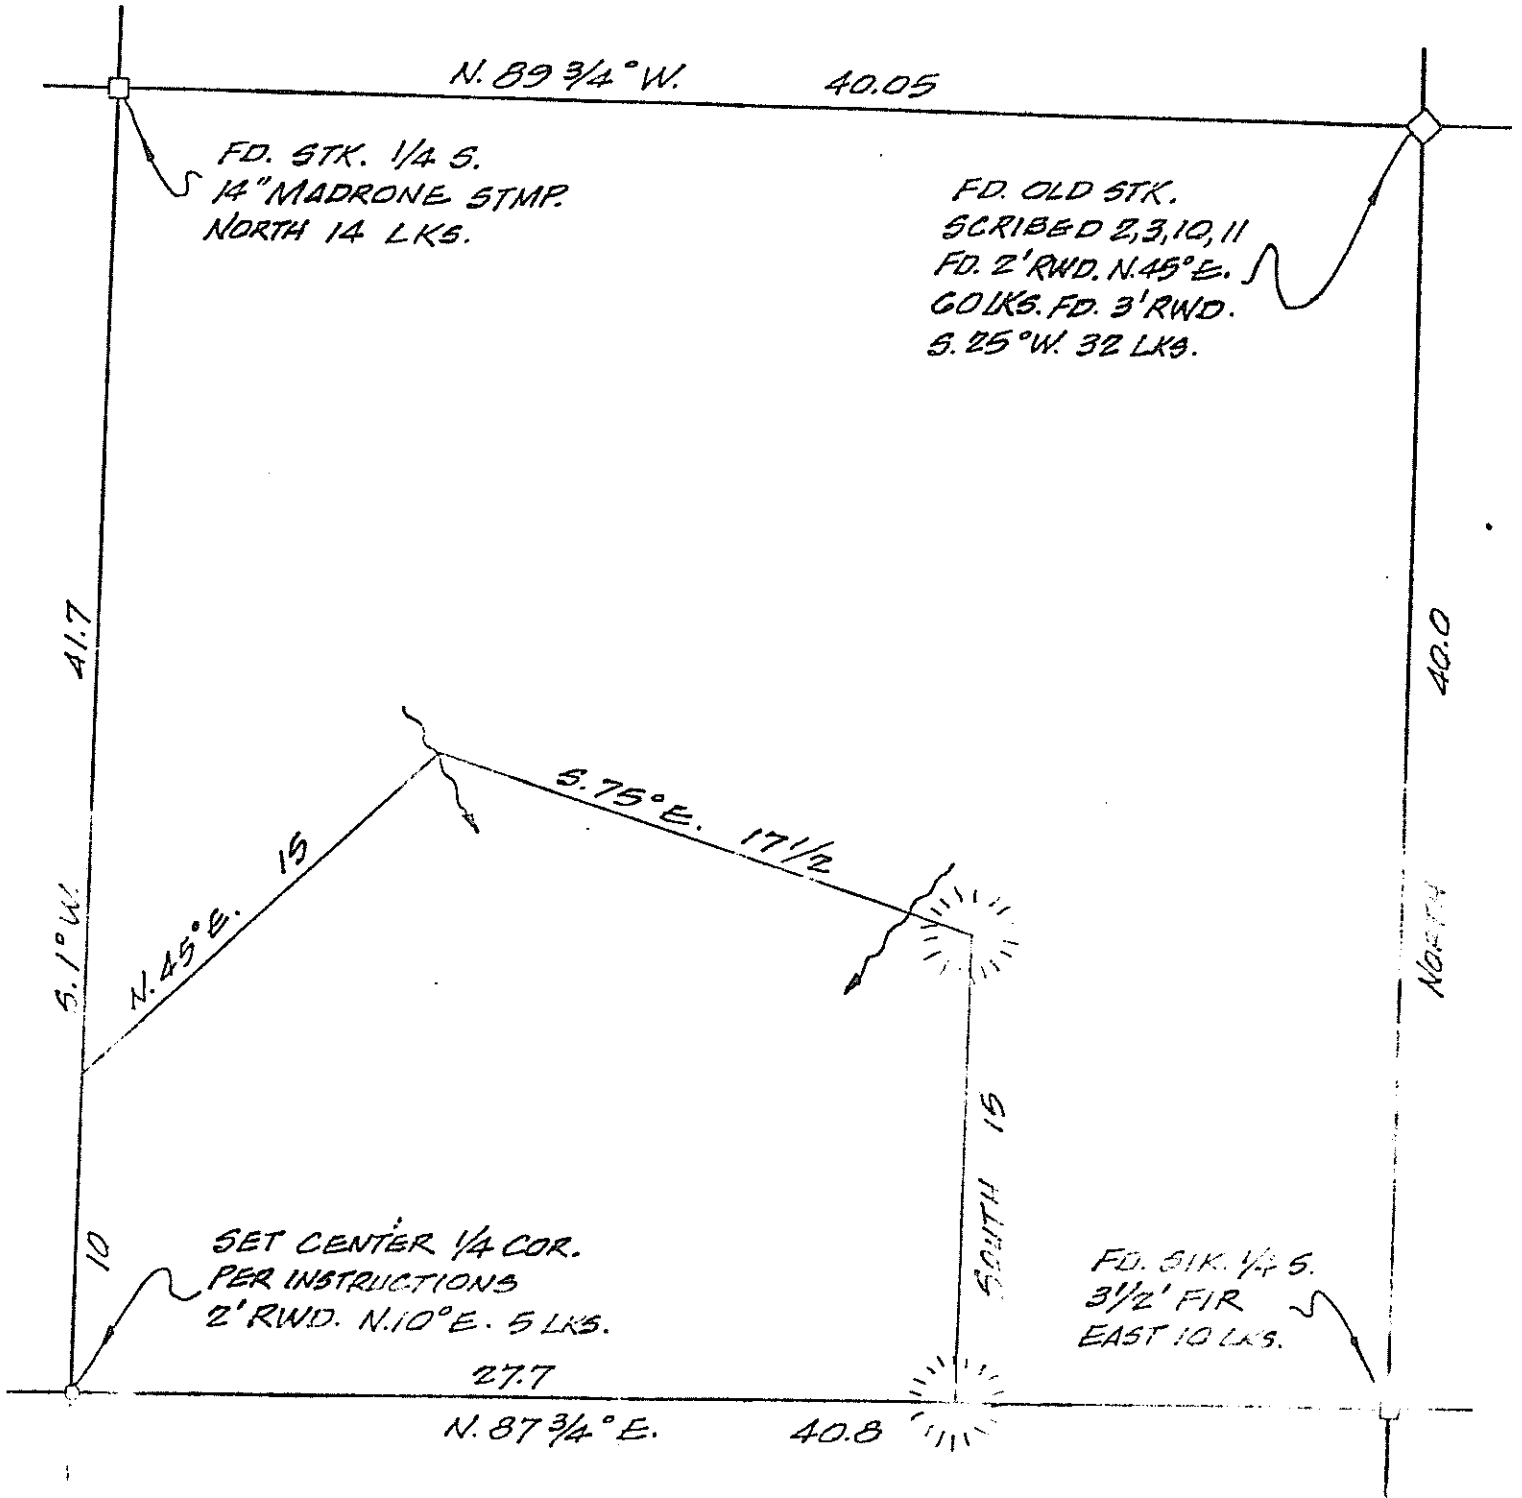 N. 89 3/4° W. 40.05
FD. STK. 1/4 S.
14" MADRONE STMP.
NORTH 14 LKS.
FD. OLD STK.
SCRIBED 2,3,10,11
FD. 2' RWD. N.45°E.
60 LKS. FD. 3' RWD.
S. 25°W. 32 LKS.
41.7
S. 1° W.
10
40.0
NORTH
N. 45° E. 15
S. 75° E. 17 1/2
SOUTH 15
SET CENTER 1/4 COR.
PER INSTRUCTIONS
2' RWD. N.10°E. 5 LKS.
FD. STK. 1/4 S.
3 1/2' FIR
EAST 10 LKS.
27.7
N. 87 3/4° E. 40.8